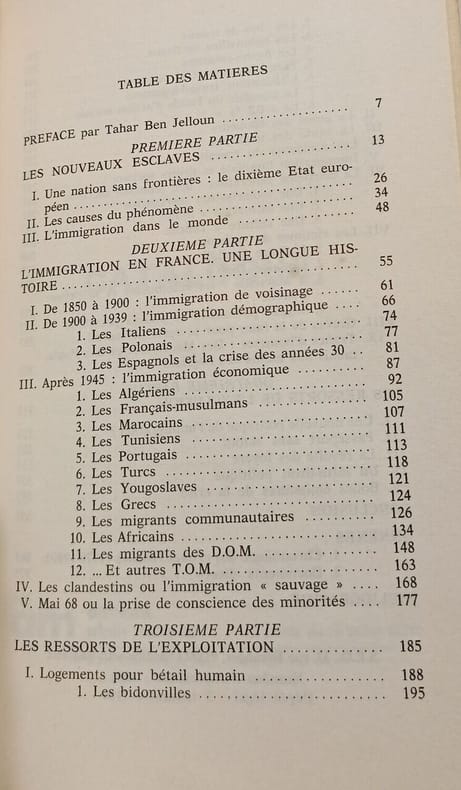 TABLE DES MATIERES
PREFACE par Tahar Ben Jelloun .................... 7
PREMIERE PARTIE
LES NOUVEAUX ESCLAVES .................... 13
I. Une nation sans frontières : le dixième Etat euro-
péen .................... 26
II. Les causes du phénomène .................... 34
III. L'immigration dans le monde .................... 48
DEUXIEME PARTIE
L'IMMIGRATION EN FRANCE. UNE LONGUE HIS-
TOIRE .................... 55
I. De 1850 à 1900 : l'immigration de voisinage ...... 61
II. De 1900 à 1939 : l'immigration démographique .... 66
1. Les Italiens .................... 74
2. Les Polonais .................... 77
3. Les Espagnols et la crise des années 30 .. 81
III. Après 1945 : l'immigration économique .......... 87
1. Les Algériens .................... 92
2. Les Français-musulmans .............. 105
3. Les Marocains .................... 107
4. Les Tunisiens .................... 111
5. Les Portugais .................... 113
6. Les Turcs .................... 118
7. Les Yougoslaves .................... 121
8. Les Grecs .................... 124
9. Les migrants communautaires .......... 126
10. Les Africains .................... 134
11. Les migrants des D.O.M. .............. 148
12. ... Et autres T.O.M. .................... 163
IV. Les clandestins ou l'immigration « sauvage » .... 168
V. Mai 68 ou la prise de conscience des minorités .... 177
TROISIEME PARTIE
LES RESSORTS DE L'EXPLOITATION .............. 185
I. Logements pour bétail humain .................. 188
1. Les bidonvilles ........................ 195